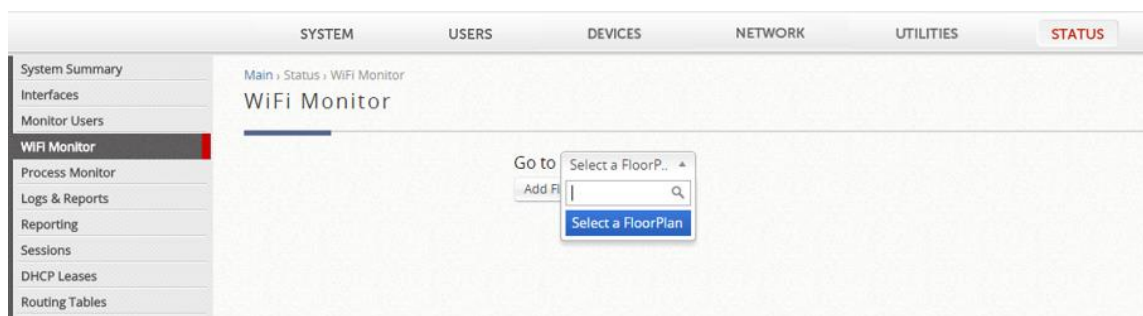 SYSTEM USERS DEVICES NETWORK UTILITIES STATUS
System Summary
Interfaces
Monitor Users
WiFi Monitor
Process Monitor
Logs & Reports
Reporting
Sessions
DHCP Leases
Routing Tables
Main › Status › WiFi Monitor
WiFi Monitor
Go to Select a FloorP..
Add Fl
Select a FloorPlan